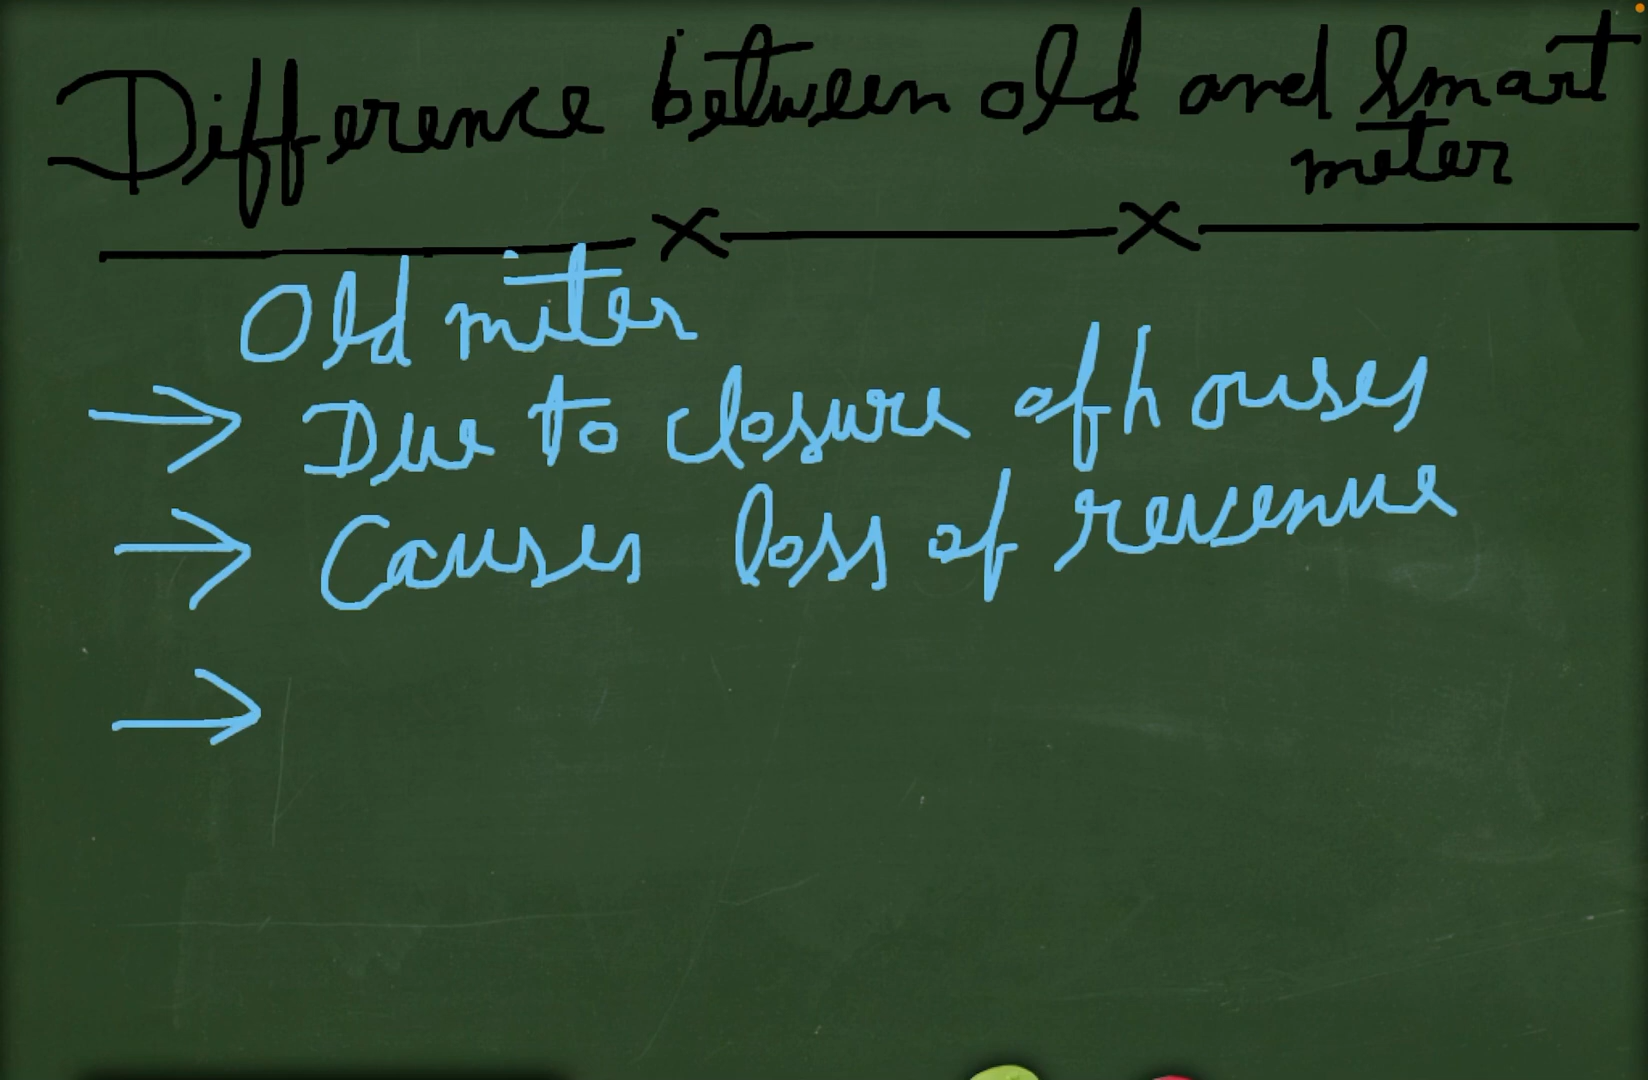 Difference between old and Smart
meter
Old miter
→ Due to closure of houses
→ Causes loss of revenue
→